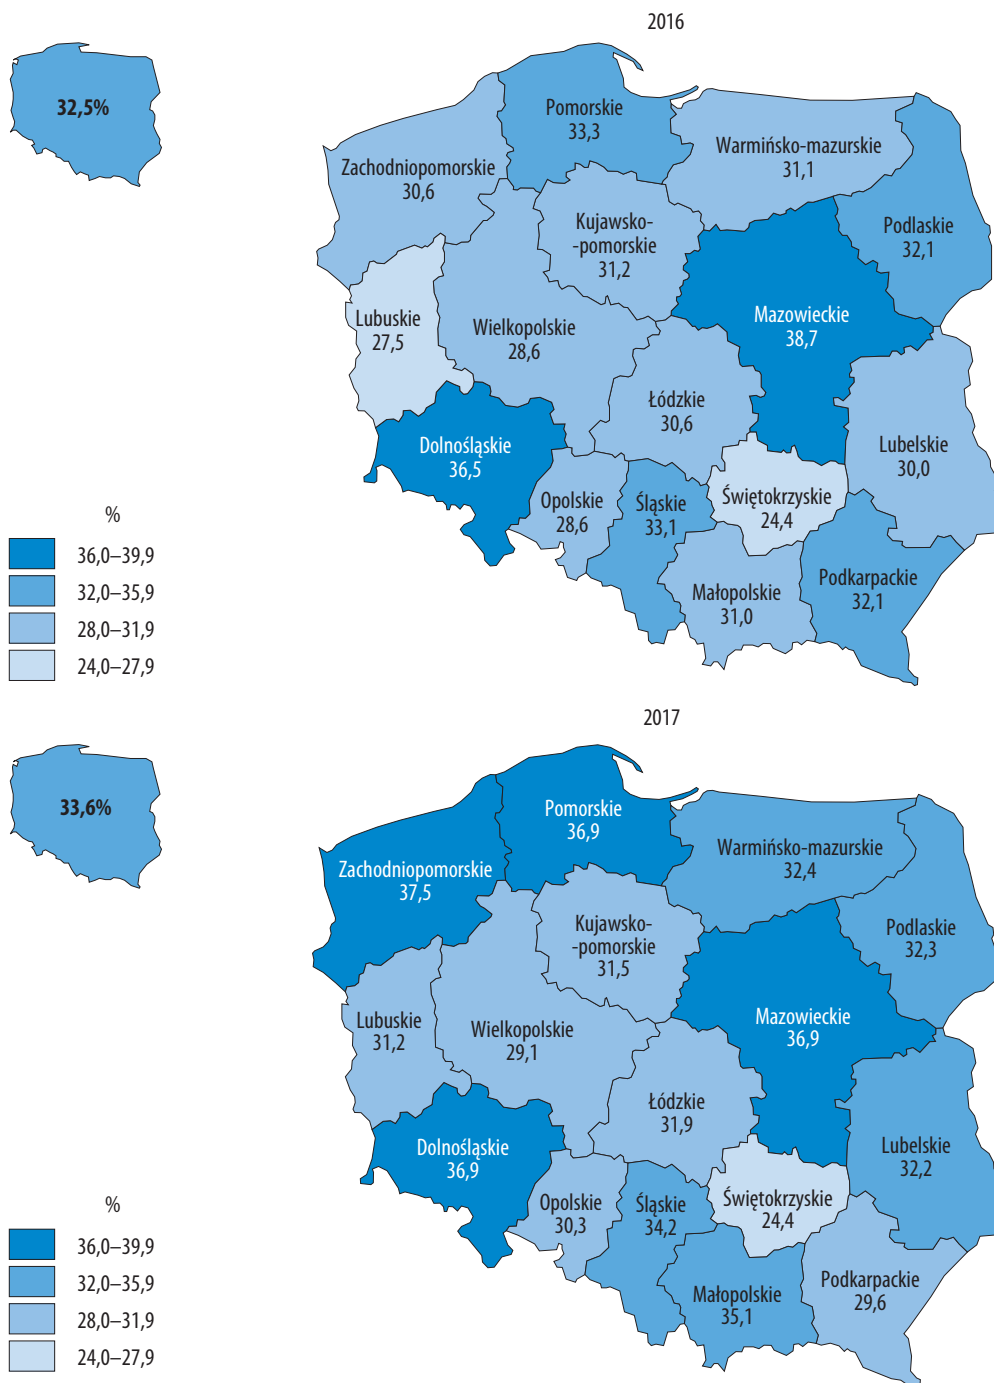 2016
32,5%
Pomorskie
33,3
Warmińsko-mazurskie
31,1
Zachodniopomorskie
30,6
Kujawsko-
-pomorskie
31,2
Podlaskie
32,1
Mazowieckie
38,7
Lubuskie
27,5
Wielkopolskie
28,6
Łódzkie
30,6
Dolnośląskie
36,5
Lubelskie
30,0
Opolskie
28,6
Śląskie
33,1
Świętokrzyskie
24,4
Małopolskie
31,0
Podkarpackie
32,1
%
36,0–39,9
32,0–35,9
28,0–31,9
24,0–27,9
2017
33,6%
Pomorskie
36,9
Warmińsko-mazurskie
32,4
Zachodniopomorskie
37,5
Kujawsko-
-pomorskie
31,5
Podlaskie
32,3
Mazowieckie
36,9
Lubuskie
31,2
Wielkopolskie
29,1
Łódzkie
31,9
Dolnośląskie
36,9
Lubelskie
32,2
Opolskie
30,3
Śląskie
34,2
Świętokrzyskie
24,4
Małopolskie
35,1
Podkarpackie
29,6
%
36,0–39,9
32,0–35,9
28,0–31,9
24,0–27,9